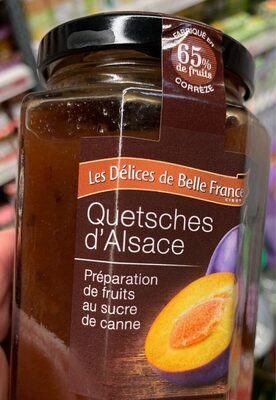 FABRIQUÉ EN
65%
de fruits
CORRÈZE
Les Délices de Belle France
Quetsches
d'Alsace
Préparation
de fruits
au sucre
de canne